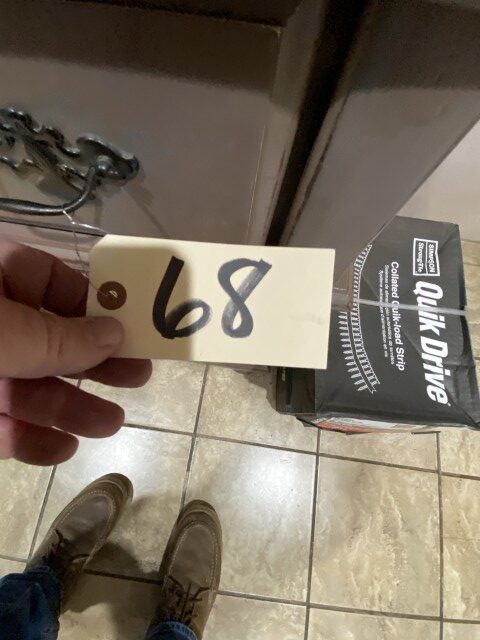 68
SIMPSON
Strong-Tie
Quik Drive®
Collated Quik-load Strip